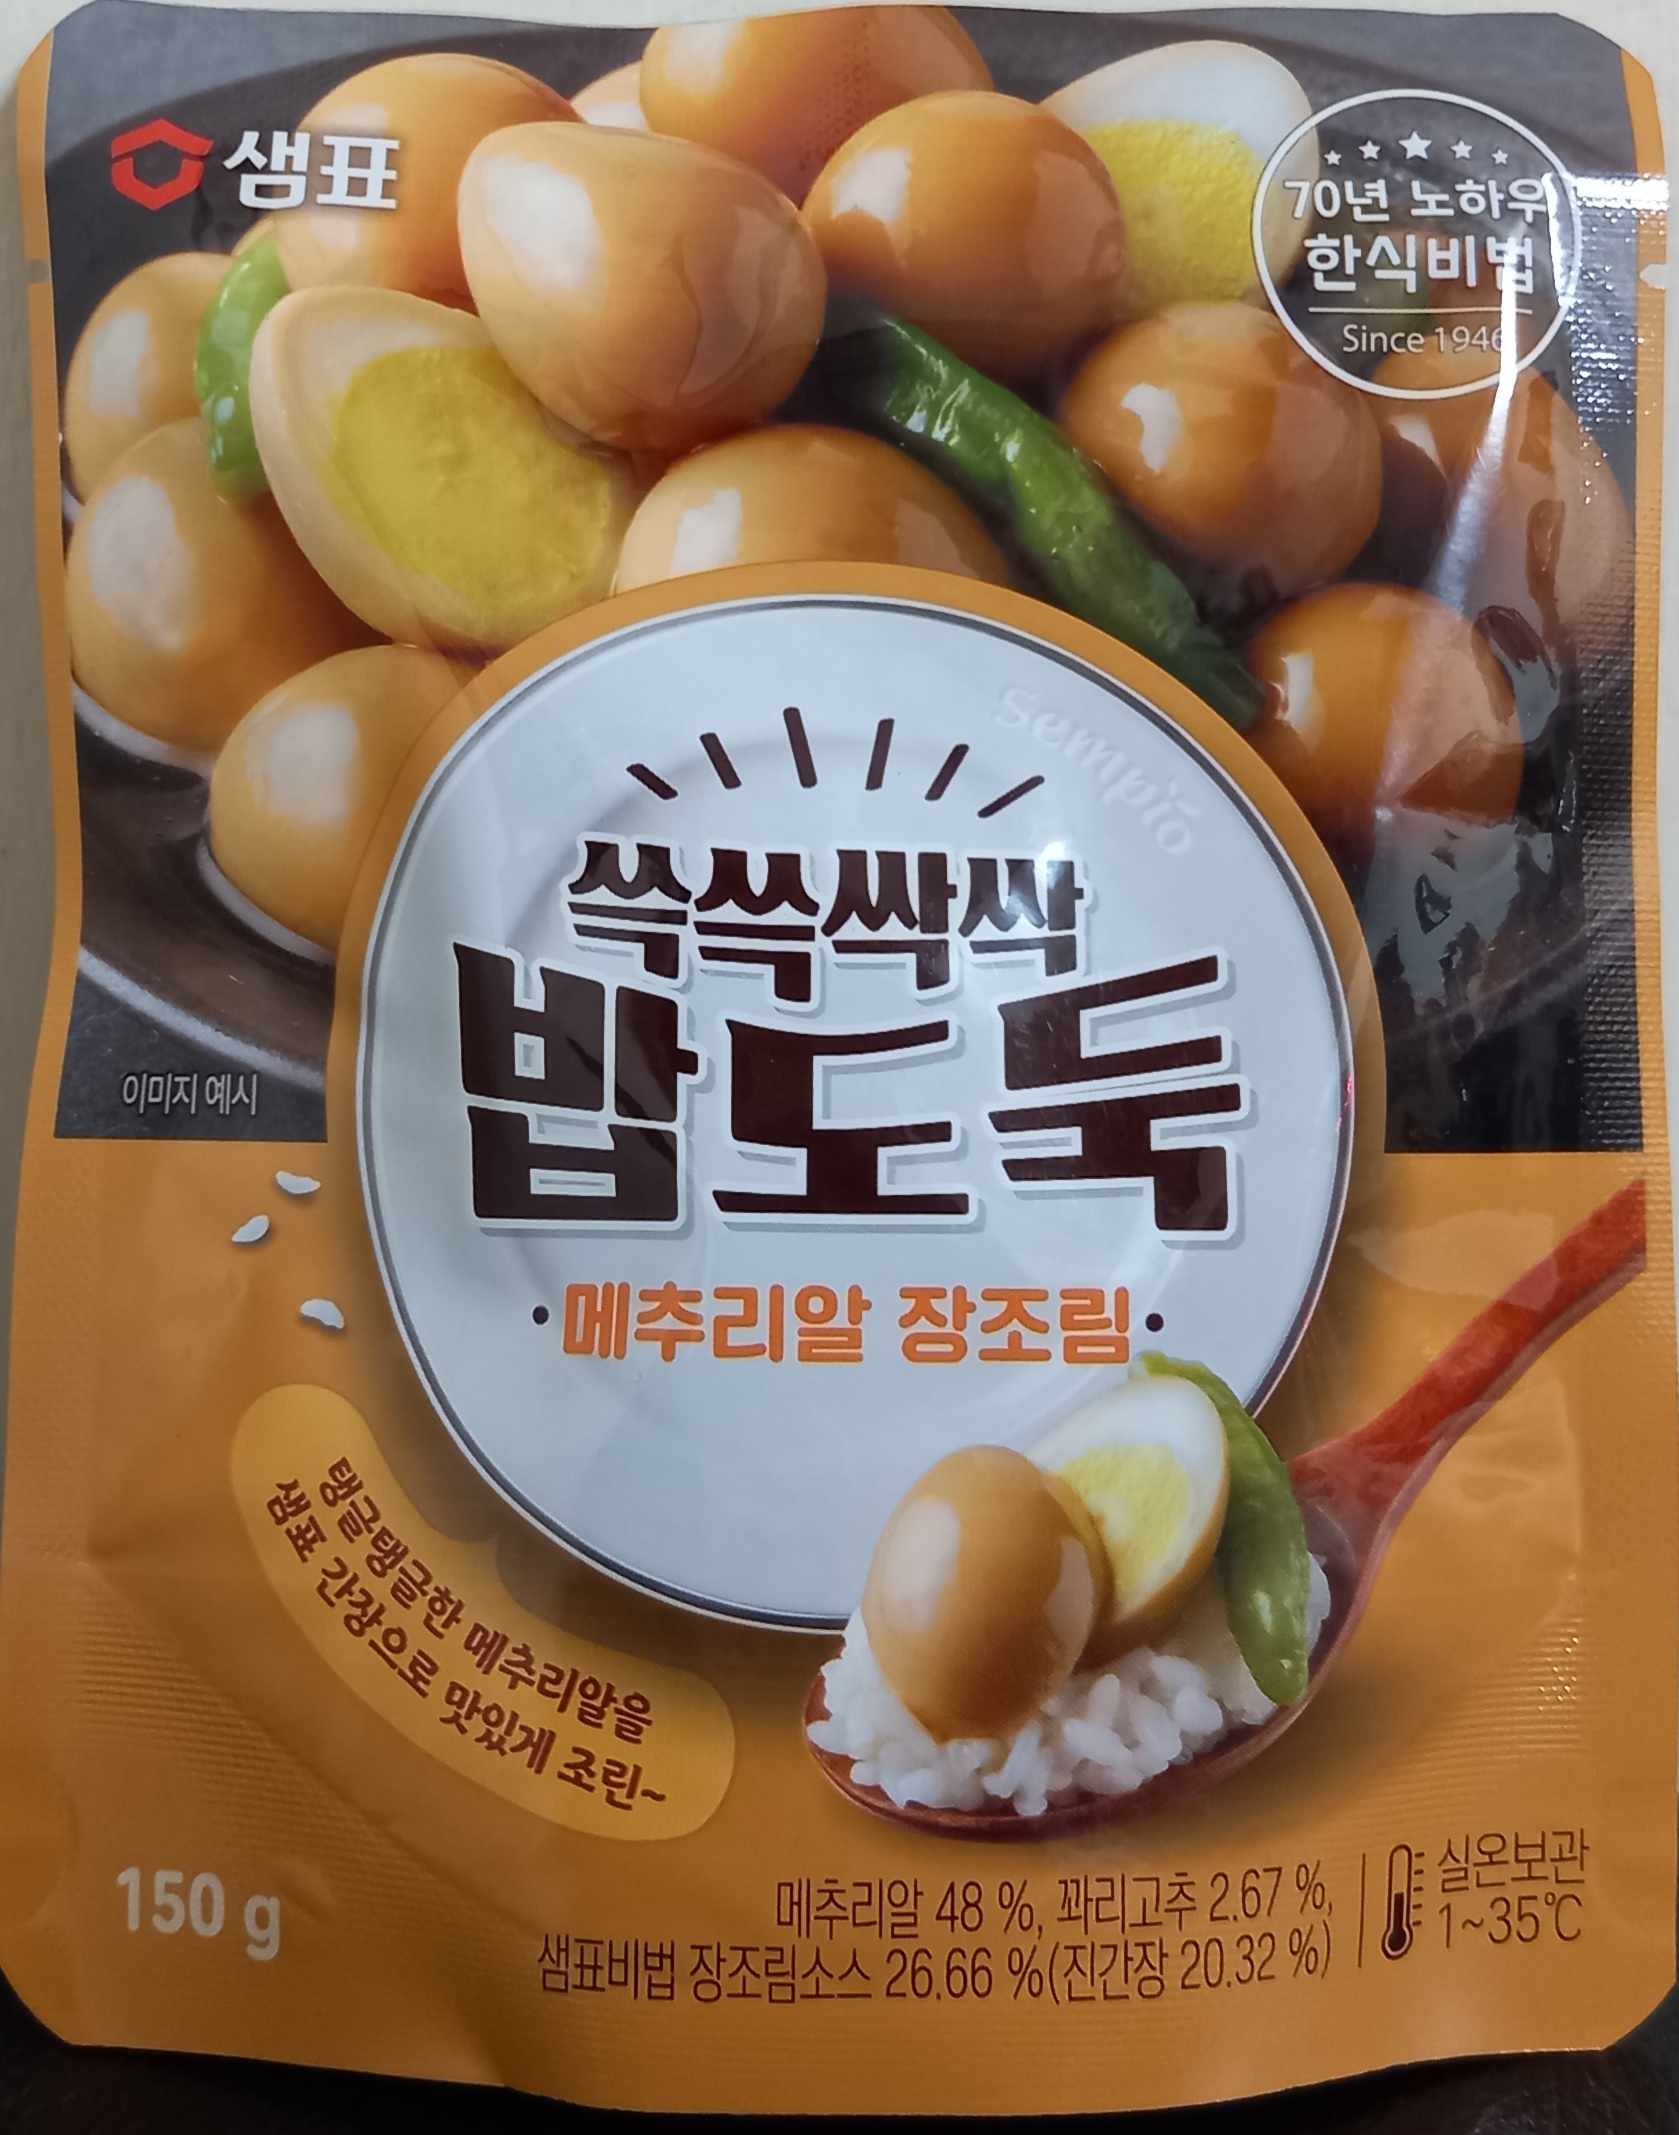 샘표
70년 노하우
한식비법
Since 1946
Sempio
쓱쓱싹싹
밥도둑
·메추리알 장조림·
이미지 예시
탱글탱글한 메추리알을
샘표 간장으로 맛있게 조린~
150 g
메추리알 48 %, 꽈리고추 2.67 %,
샘표비법 장조림소스 26.66 %(진간장 20.32 %)
실온보관
1~35℃